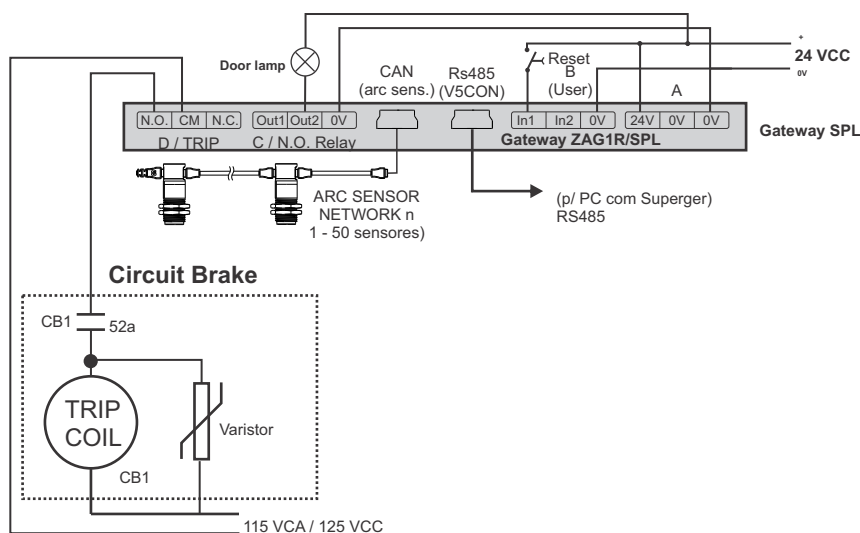 Door lamp
CAN
(arc sens.)
Rs485
(V5CON)
Reset
B
(User)
A
+
24 VCC
0V
N.O. CM N.C.
Out1 Out2 0V
In1 In2 0V
24V 0V 0V
D / TRIP
C / N.O. Relay
Gateway ZAG1R/SPL
Gateway SPL
ARC SENSOR
NETWORK n
1 - 50 sensores)
(p/ PC com Superger)
RS485
Circuit Brake
CB1
52a
TRIP
COIL
Varistor
CB1
115 VCA / 125 VCC